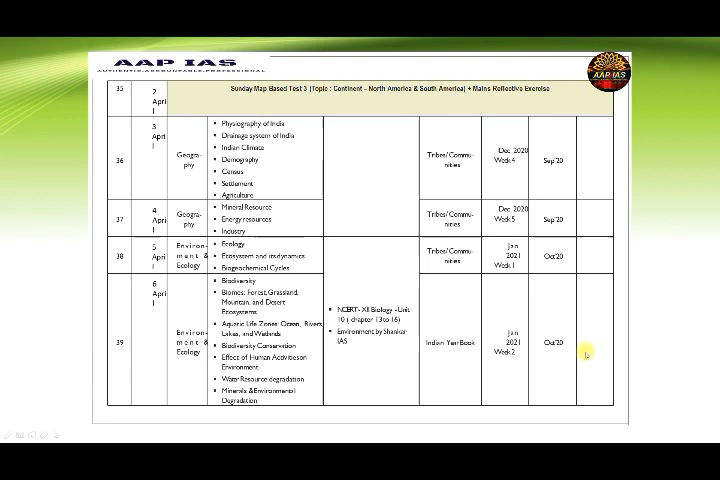 AAP IAS
AUTHENTIC.ACCOUNTABLE.PROFESSIONAL
AAP IAS
35
2
Apri
l
Sunday Map Based Test 3 (Topic : Continent – North America & South America) + Mains Reflective Exercise
36
3
Apri
l
Geogra-
phy
▪ Physiography of India
▪ Drainage system of India
▪ Indian Climate
▪ Demography
▪ Census
▪ Settlement
▪ Agriculture
Tribes/Commu-
nities
Dec 2020
Week 4
Sep'20
37
4
Apri
l
Geogra-
phy
▪ Mineral Resource
▪ Energy resources
▪ Industry
Tribes/Commu-
nities
Dec 2020
Week 5
Sep'20
38
5
Apri
l
Environ-
ment &
Ecology
▪ Ecology
▪ Ecosystem and its dynamics
▪ Biogeochemical Cycles
Tribes/Commu-
nities
Jan
2021
Week 1
Oct'20
39
6
Apri
l
Environ-
ment &
Ecology
▪ Biodiversity
▪ Biomes: Forest, Grassland,
Mountain, and Desert
Ecosystems
▪ Aquatic Life Zones: Ocean, Rivers,
Lakes, and Wetlands
▪ Biodiversity Conservation
▪ Effect of Human Activities on
Environment
▪ Water Resource degradation
▪ Minerals & Environmental
Degradation
▪ NCERT - XII Biology - Unit
10 ( chapter 13 to 16)
▪ Environment by Shankar
IAS
Indian Year Book
Jan
2021
Week 2
Oct'20